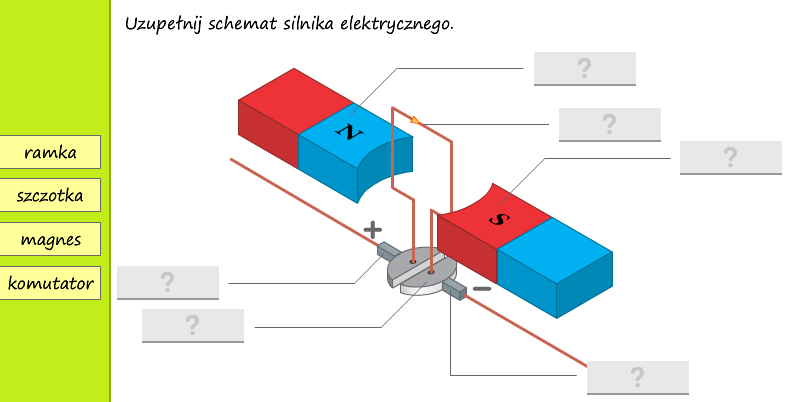 Uzupełnij schemat silnika elektrycznego.
?
?
?
ramka
szczotka
magnes
komutator
N
S
+
−
?
?
?